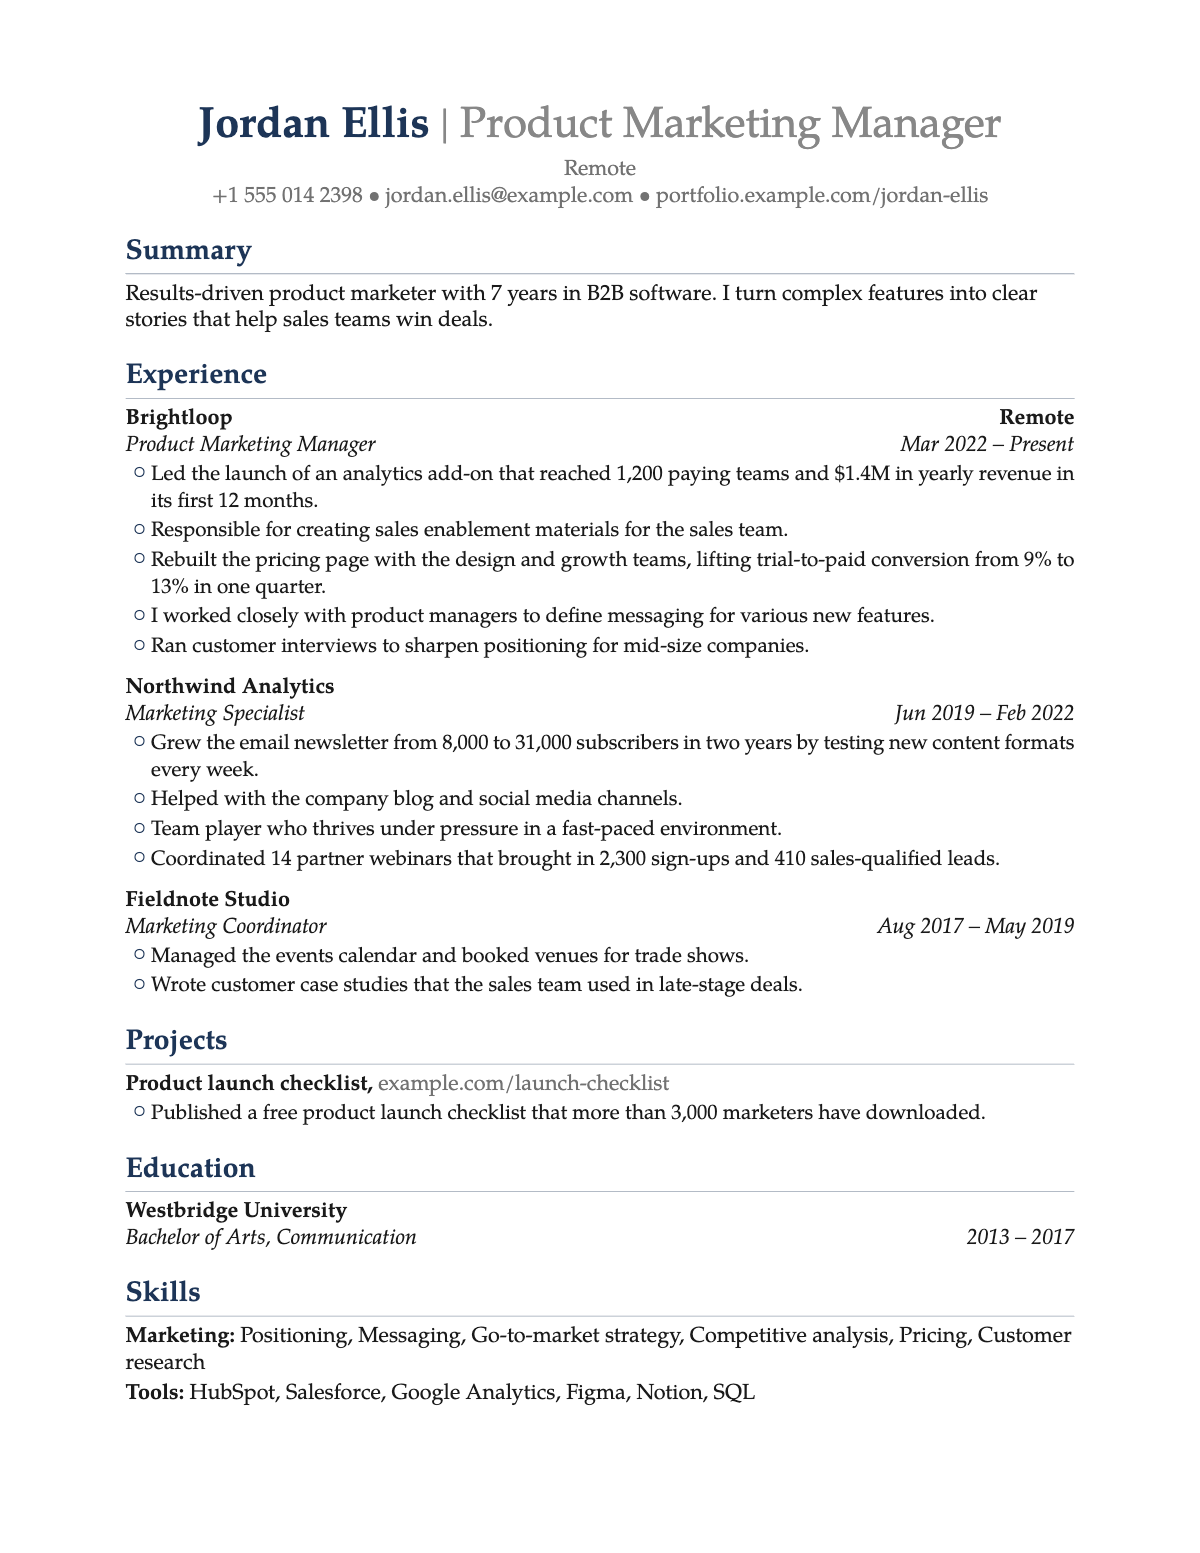 Jordan Ellis | Product Marketing Manager
Remote
+1 555 014 2398 ● jordan.ellis@example.com ● portfolio.example.com/jordan-ellis
Summary
Results-driven product marketer with 7 years in B2B software. I turn complex features into clear
stories that help sales teams win deals.
Experience
Brightloop Remote
Product Marketing Manager Mar 2022 – Present
○ Led the launch of an analytics add-on that reached 1,200 paying teams and $1.4M in yearly revenue in
its first 12 months.
○ Responsible for creating sales enablement materials for the sales team.
○ Rebuilt the pricing page with the design and growth teams, lifting trial-to-paid conversion from 9% to
13% in one quarter.
○ I worked closely with product managers to define messaging for various new features.
○ Ran customer interviews to sharpen positioning for mid-size companies.
Northwind Analytics
Marketing Specialist Jun 2019 – Feb 2022
○ Grew the email newsletter from 8,000 to 31,000 subscribers in two years by testing new content formats
every week.
○ Helped with the company blog and social media channels.
○ Team player who thrives under pressure in a fast-paced environment.
○ Coordinated 14 partner webinars that brought in 2,300 sign-ups and 410 sales-qualified leads.
Fieldnote Studio
Marketing Coordinator Aug 2017 – May 2019
○ Managed the events calendar and booked venues for trade shows.
○ Wrote customer case studies that the sales team used in late-stage deals.
Projects
Product launch checklist, example.com/launch-checklist
○ Published a free product launch checklist that more than 3,000 marketers have downloaded.
Education
Westbridge University
Bachelor of Arts, Communication 2013 – 2017
Skills
Marketing: Positioning, Messaging, Go-to-market strategy, Competitive analysis, Pricing, Customer
research
Tools: HubSpot, Salesforce, Google Analytics, Figma, Notion, SQL